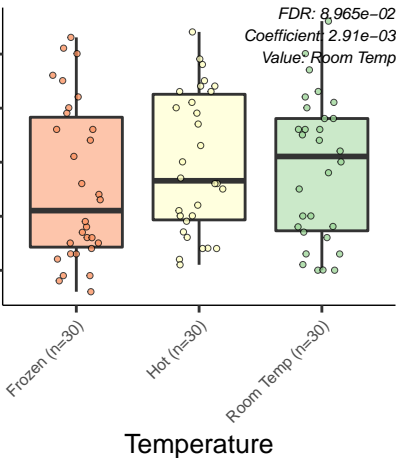 FDR: 8.965e−02
Coefficient: 2.91e−03
Value: Room Temp
Frozen (n=30)
Hot (n=30)
Room Temp (n=30)
Temperature